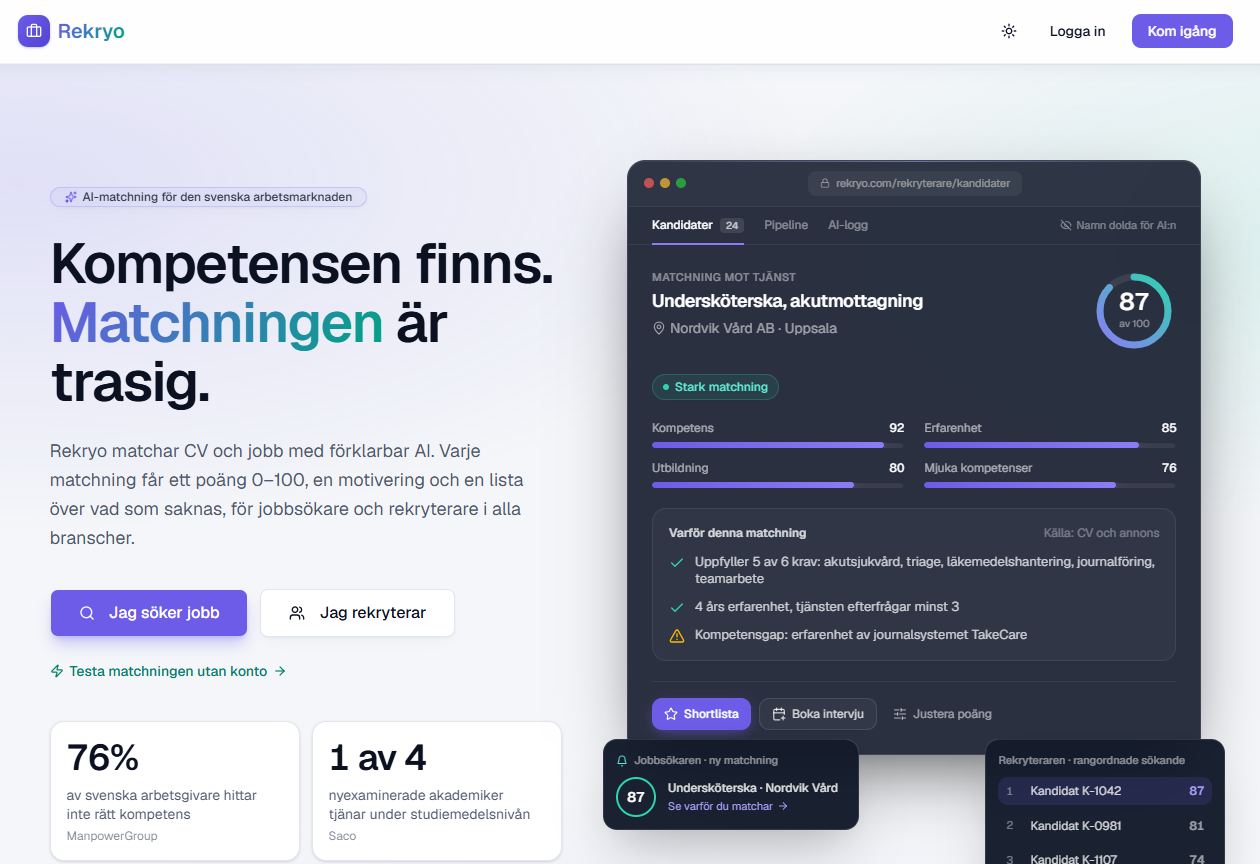 Rekryo
Logga in
Kom igång
AI-matchning för den svenska arbetsmarknaden
Kompetensen finns.
Matchningen är
trasig.
Rekryo matchar CV och jobb med förklarbar AI. Varje
matchning får ett poäng 0–100, en motivering och en lista
över vad som saknas, för jobbsökare och rekryterare i alla
branscher.
Jag söker jobb
Jag rekryterar
Testa matchningen utan konto →
76%
av svenska arbetsgivare hittar
inte rätt kompetens
ManpowerGroup
1 av 4
nyexaminerade akademiker
tjänar under studiemedelsnivån
Saco
rekryo.com/rekryterare/kandidater
Kandidater 24
Pipeline
AI-logg
Namn dolda för AI:n
MATCHNING MOT TJÄNST
Undersköterska, akutmottagning
Nordvik Vård AB · Uppsala
87
av 100
Stark matchning
Kompetens 92
Erfarenhet 85
Utbildning 80
Mjuka kompetenser 76
Varför denna matchning
Källa: CV och annons
Uppfyller 5 av 6 krav: akutsjukvård, triage, läkemedelshantering, journalföring,
teamarbete
4 års erfarenhet, tjänsten efterfrågar minst 3
Kompetensgap: erfarenhet av journalsystemet TakeCare
Shortlista
Boka intervju
Justera poäng
Jobbsökaren · ny matchning
87
Undersköterska · Nordvik Vård
Se varför du matchar →
Rekryteraren · rangordnade sökande
1 Kandidat K-1042 87
2 Kandidat K-0981 81
3 Kandidat K-1107 74